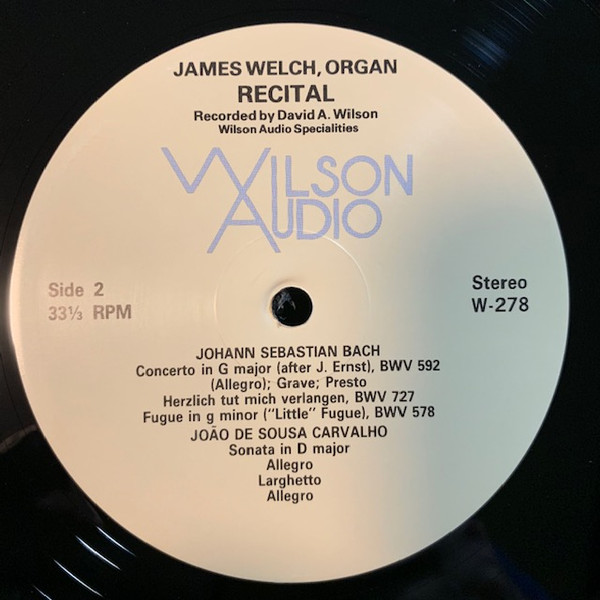 JAMES WELCH, ORGAN
RECITAL
Recorded by David A. Wilson
Wilson Audio Specialities
WILSON
AUDIO
Side 2
33⅓ RPM
Stereo
W-278
JOHANN SEBASTIAN BACH
Concerto in G major (after J. Ernst), BWV 592
(Allegro); Grave; Presto
Herzlich tut mich verlangen, BWV 727
Fugue in g minor ("Little" Fugue), BWV 578
JOÃO DE SOUSA CARVALHO
Sonata in D major
Allegro
Larghetto
Allegro